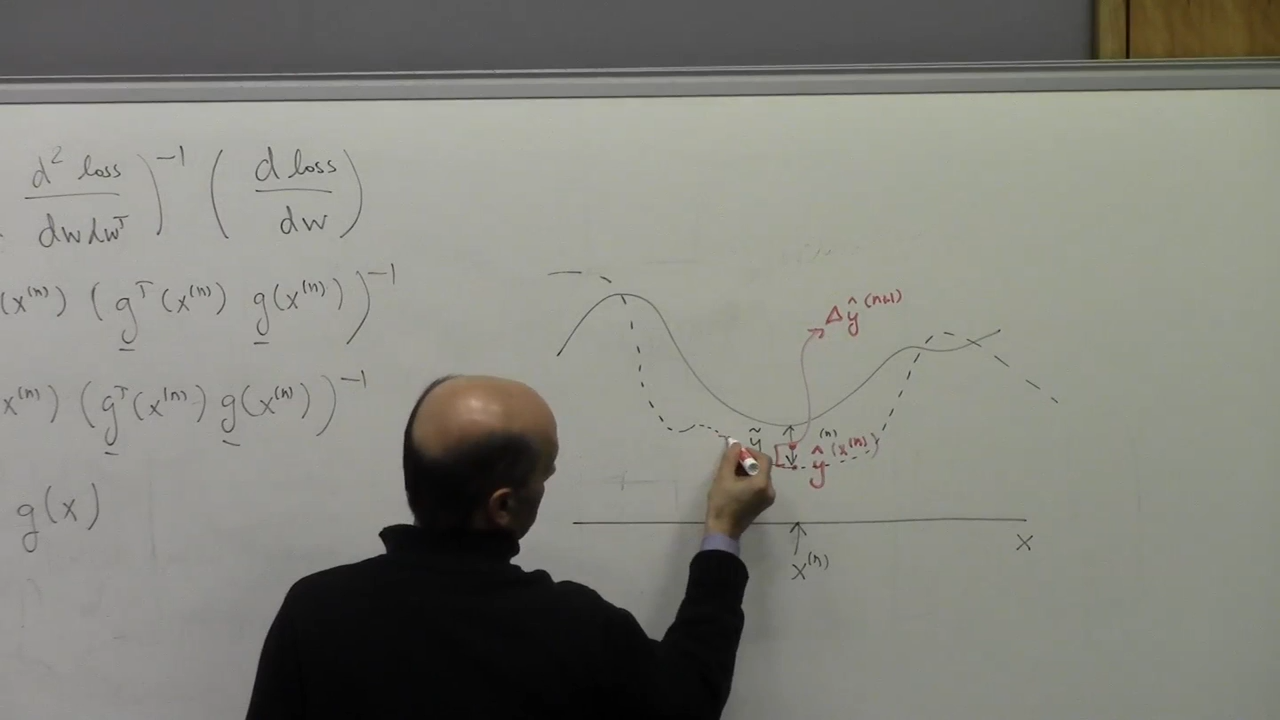 d² loss / dw dwᵀ )⁻¹ ( d loss / dw )
(x⁽ⁿ⁾) (gᵀ(x⁽ⁿ⁾) g(x⁽ⁿ⁾))⁻¹
x⁽ⁿ⁾) (gᵀ(x⁽ⁿ⁾) g(x⁽ⁿ⁾))⁻¹
g(x)
Δŷ⁽ⁿ⁺¹⁾
ỹ
ŷ⁽ⁿ⁾(x⁽ⁿ⁾)
x
x⁽ⁿ⁾